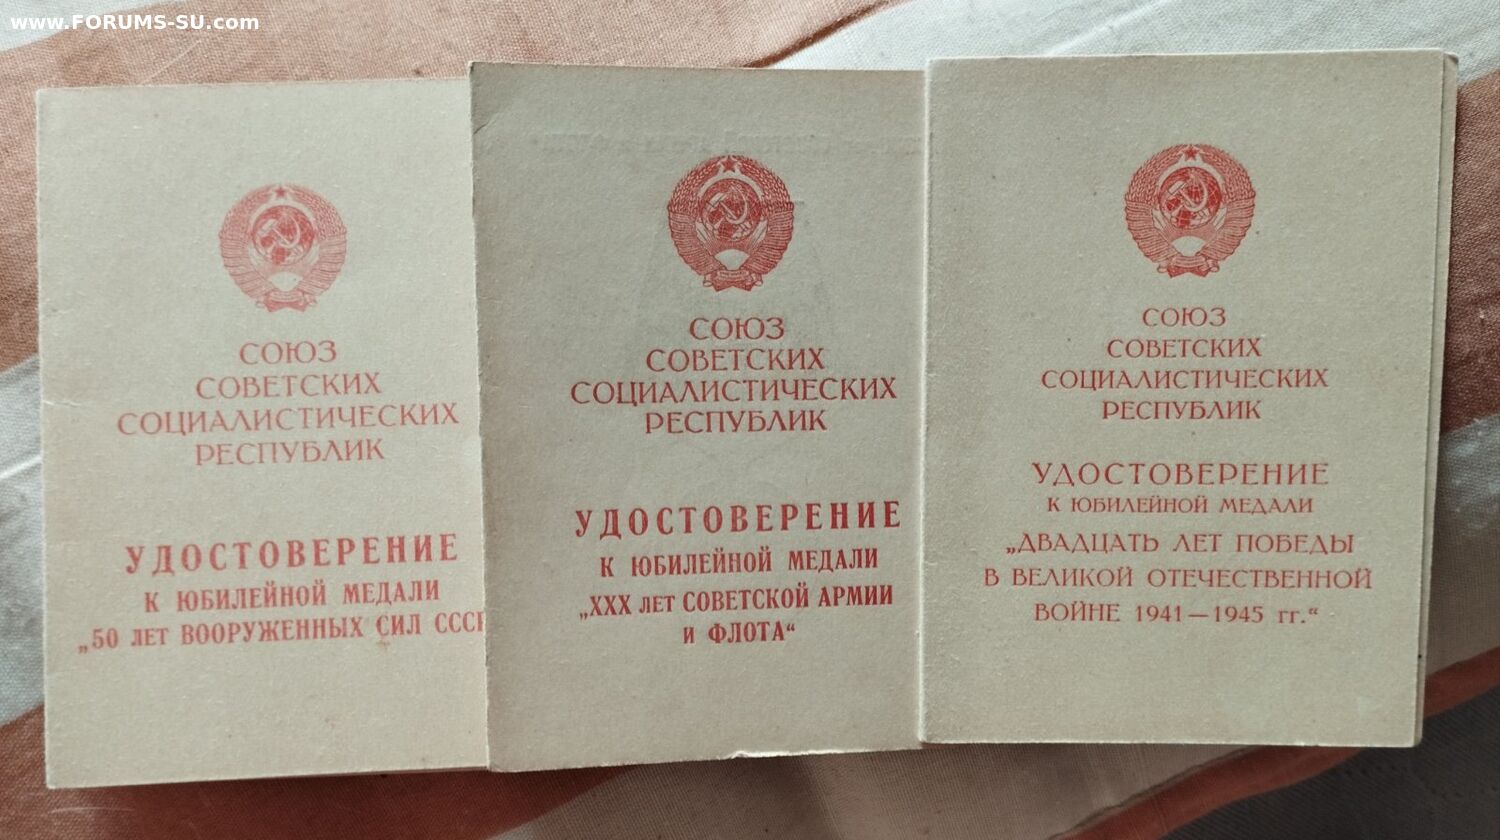 www.FORUMS-SU.com
СОЮЗ
СОВЕТСКИХ
СОЦИАЛИСТИЧЕСКИХ
РЕСПУБЛИК
УДОСТОВЕРЕНИЕ
К ЮБИЛЕЙНОЙ МЕДАЛИ
„50 ЛЕТ ВООРУЖЕННЫХ СИЛ СССР
СОЮЗ
СОВЕТСКИХ
СОЦИАЛИСТИЧЕСКИХ
РЕСПУБЛИК
УДОСТОВЕРЕНИЕ
К ЮБИЛЕЙНОЙ МЕДАЛИ
„XXX ЛЕТ СОВЕТСКОЙ АРМИИ
И ФЛОТА“
СОЮЗ
СОВЕТСКИХ
СОЦИАЛИСТИЧЕСКИХ
РЕСПУБЛИК
УДОСТОВЕРЕНИЕ
К ЮБИЛЕЙНОЙ МЕДАЛИ
„ДВАДЦАТЬ ЛЕТ ПОБЕДЫ
В ВЕЛИКОЙ ОТЕЧЕСТВЕННОЙ
ВОЙНЕ 1941—1945 гг.“